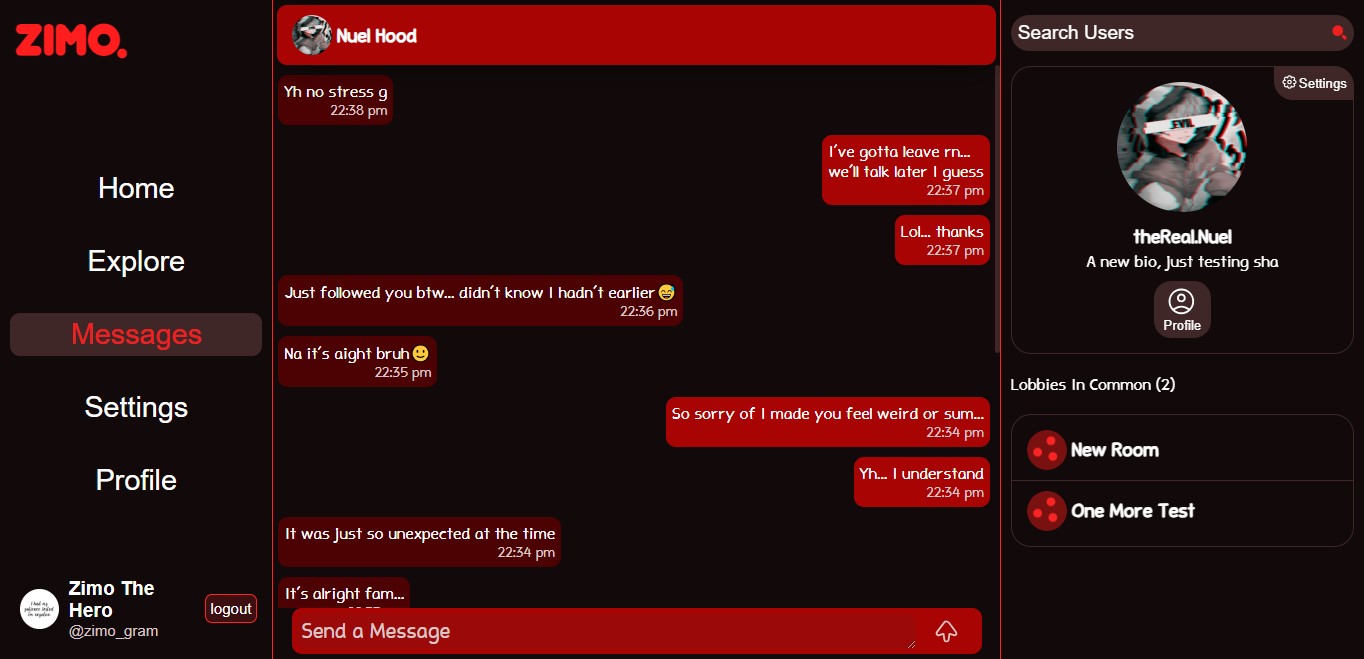 ZIMO.
Home
Explore
Messages
Settings
Profile
Zimo The
Hero
@zimo_gram
logout
Nuel Hood
Yh no stress g
22:38 pm
I've gotta leave rn...
we'll talk later I guess
22:37 pm
Lol... thanks
22:37 pm
Just followed you btw... didn't know I hadn't earlier😅
22:36 pm
Na it's aight bruh🙂
22:35 pm
So sorry of I made you feel weird or sum...
22:34 pm
Yh... I understand
22:34 pm
It was just so unexpected at the time
22:34 pm
It's alright fam...
Send a Message
Search Users
Settings
EVIL
theReal.Nuel
A new bio, just testing sha
Profile
Lobbies In Common (2)
New Room
One More Test